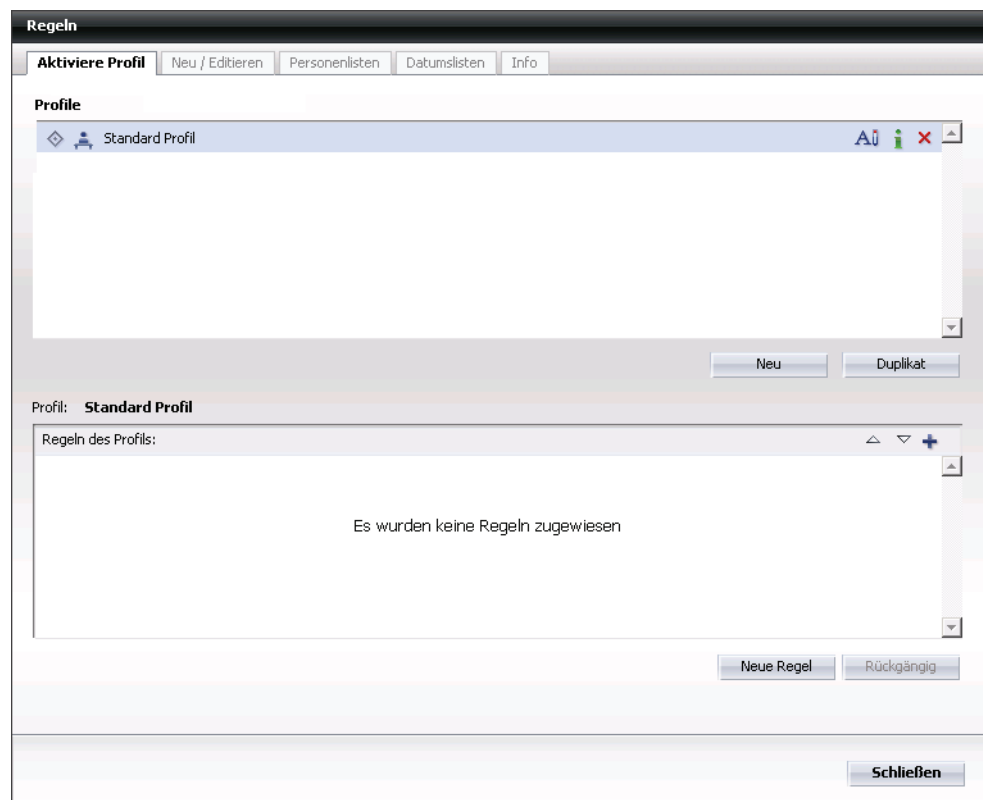 Regeln
Aktiviere Profil Neu / Editieren Personenlisten Datumslisten Info
Profile
Standard Profil
Neu Duplikat
Profil: Standard Profil
Regeln des Profils:
Es wurden keine Regeln zugewiesen
Neue Regel Rückgängig
Schließen